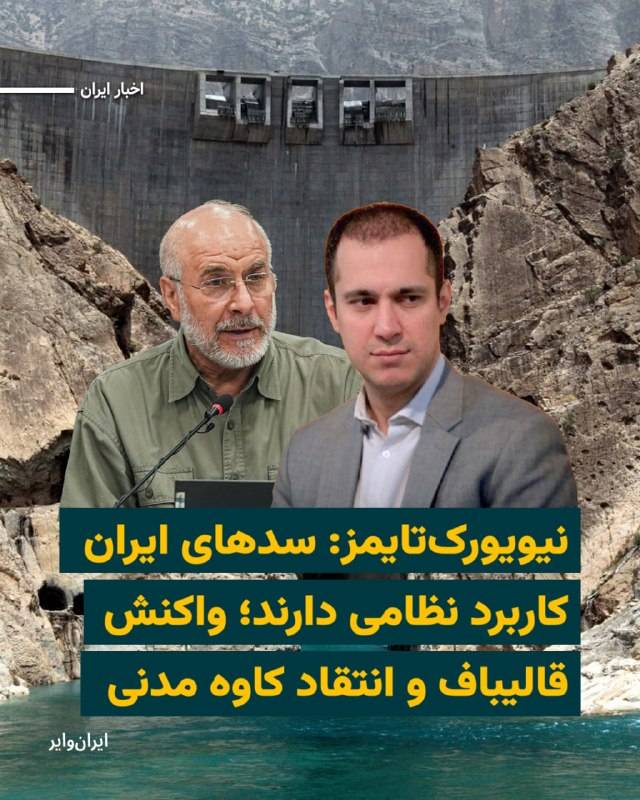 اخبار ایران
نیویورک‌تایمز: سدهای ایران
کاربرد نظامی دارند؛ واکنش
قالیباف و انتقاد کاوه مدنی
ایران‌وایر